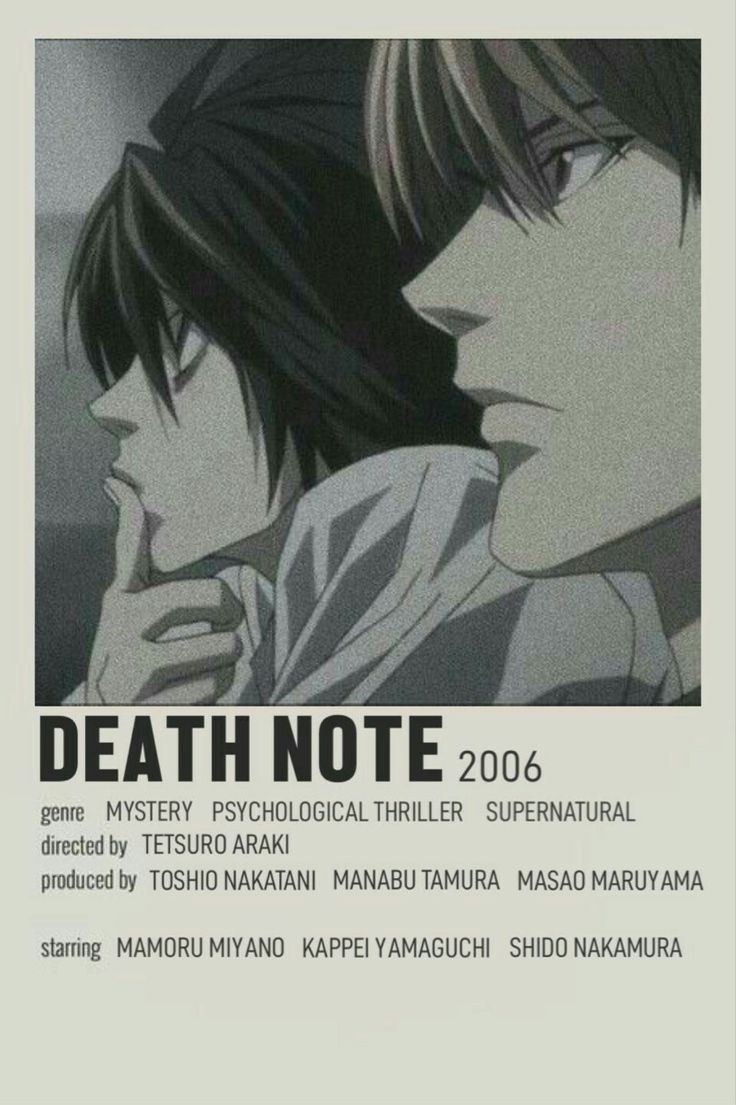 DEATH NOTE 2006
genre MYSTERY PSYCHOLOGICAL THRILLER SUPERNATURAL
directed by TETSURO ARAKI
produced by TOSHIO NAKATANI MANABU TAMURA MASAO MARUYAMA
starring MAMORU MIYANO KAPPEI YAMAGUCHI SHIDO NAKAMURA